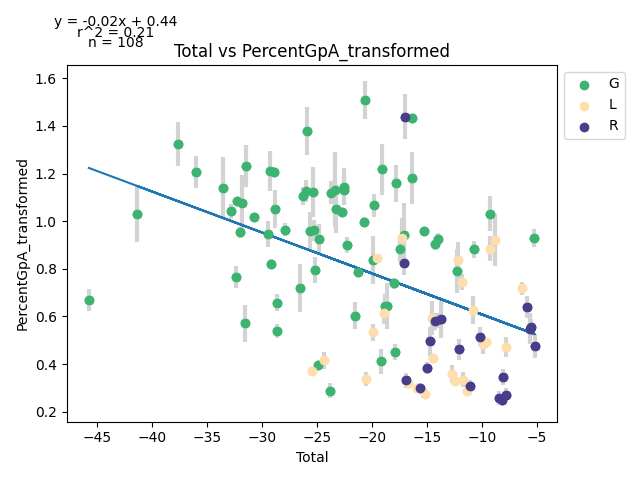 y = -0.02x + 0.44
r^2 = 0.21
n = 108
Total vs PercentGpA_transformed
1.6
1.4
1.2
1.0
0.8
0.6
0.4
0.2
PercentGpA_transformed
−45
−40
−35
−30
−25
−20
−15
−10
−5
Total
G
L
R